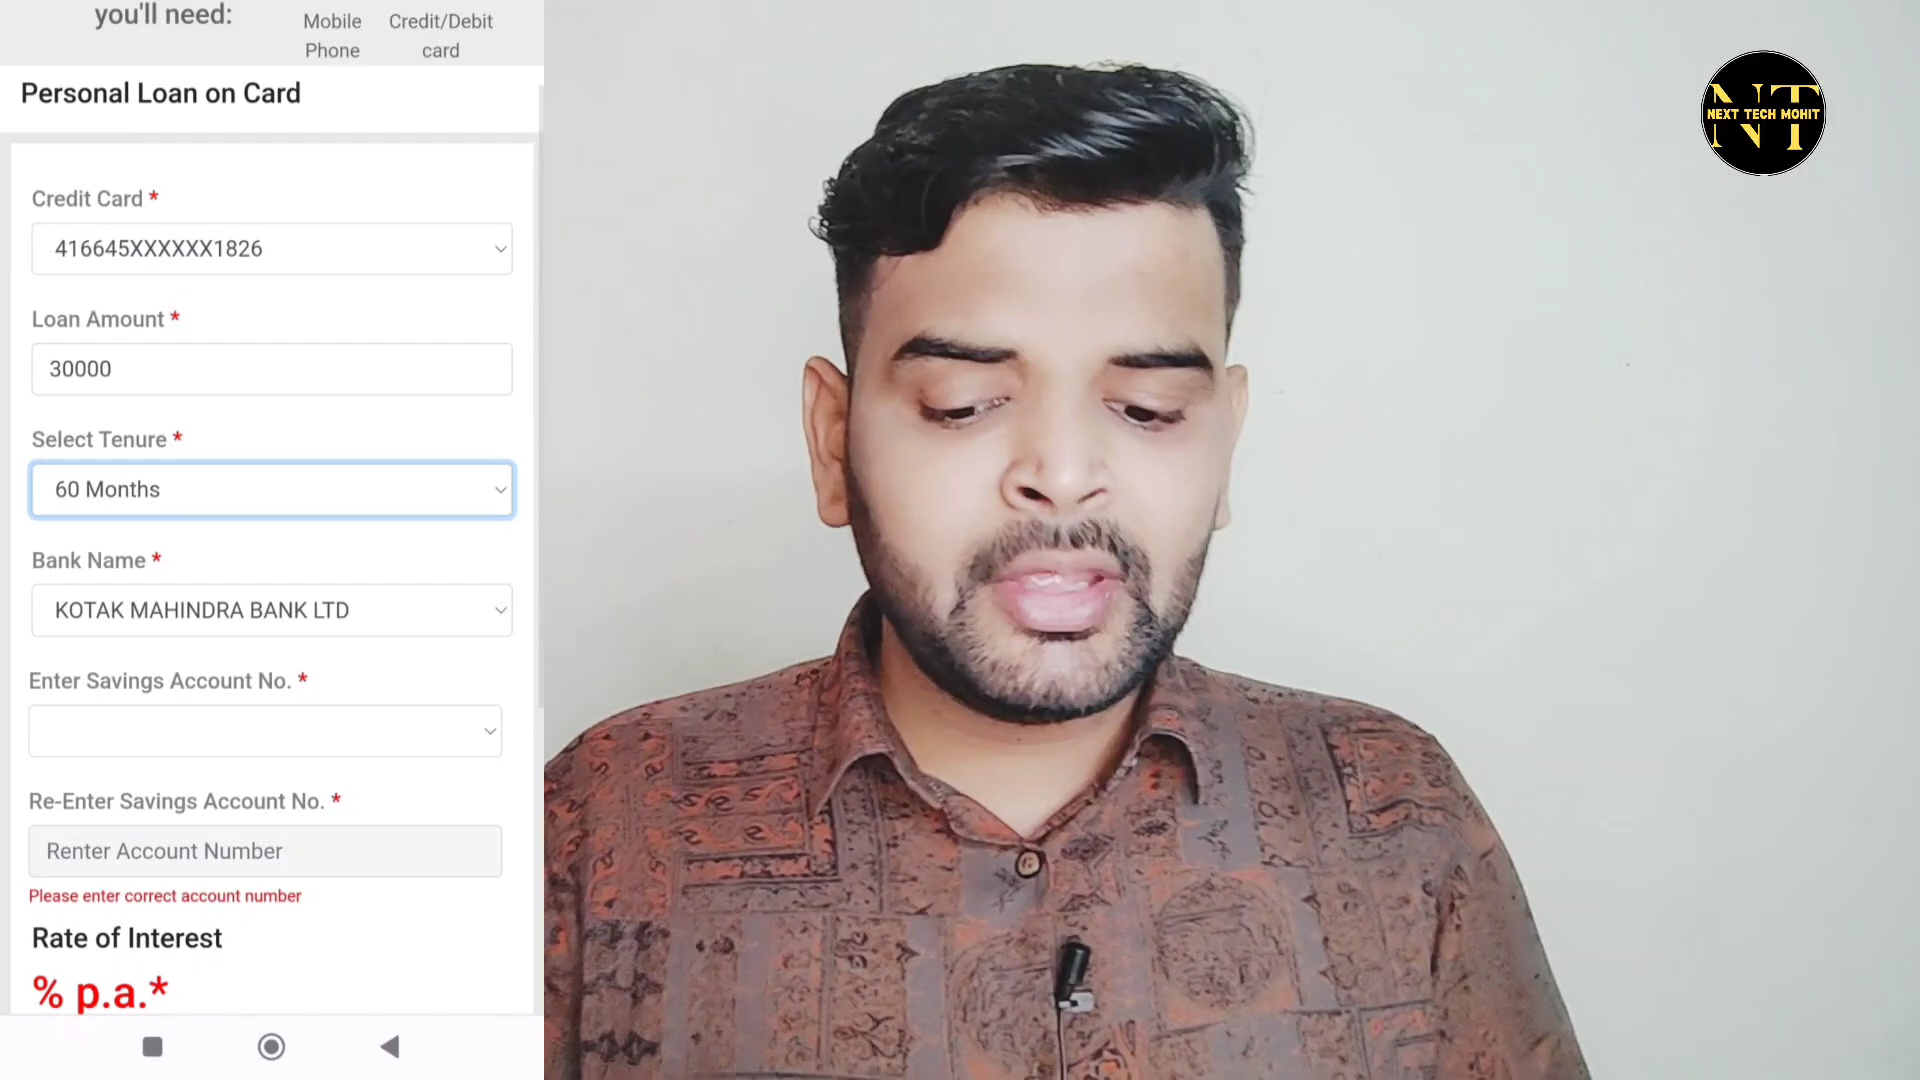 you'll need:
Mobile
Phone
Credit/Debit
card
Personal Loan on Card
Credit Card *
416645XXXXXX1826
Loan Amount *
30000
Select Tenure *
60 Months
Bank Name *
KOTAK MAHINDRA BANK LTD
Enter Savings Account No. *
Re-Enter Savings Account No. *
Renter Account Number
Please enter correct account number
Rate of Interest
% p.a.*
NT
NEXT TECH MOHIT